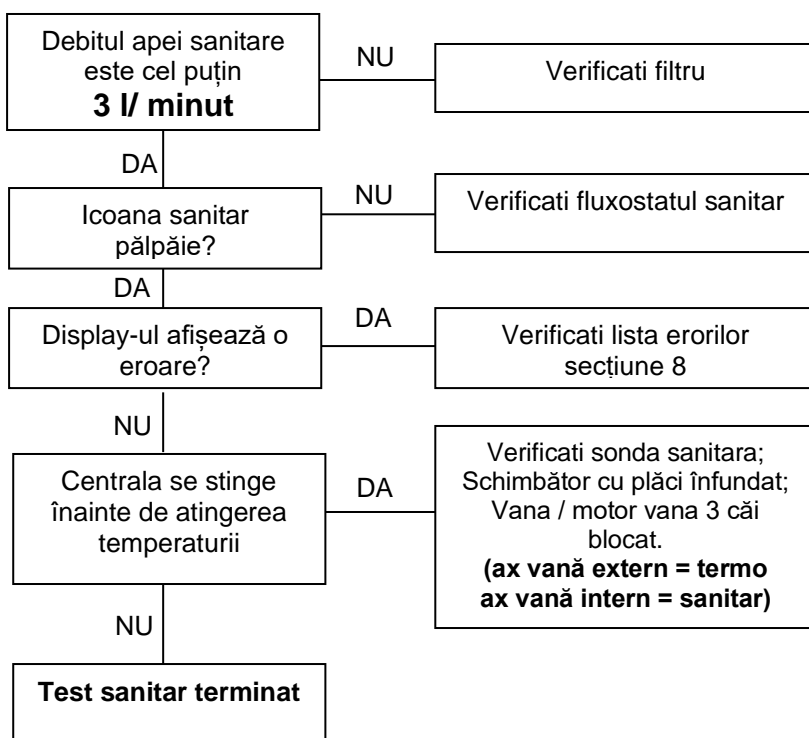 Debitul apei sanitare
este cel puțin
3 l/ minut
NU
Verificati filtru
DA
Icoana sanitar
pălpăie?
NU
Verificati fluxostatul sanitar
DA
Display-ul afișează o
eroare?
DA
Verificati lista erorilor
secțiune 8
NU
Centrala se stinge
înainte de atingerea
temperaturii
DA
Verificati sonda sanitara;
Schimbător cu plăci înfundat;
Vana / motor vana 3 căi
blocat.
(ax vană extern = termo
ax vană intern = sanitar)
NU
Test sanitar terminat